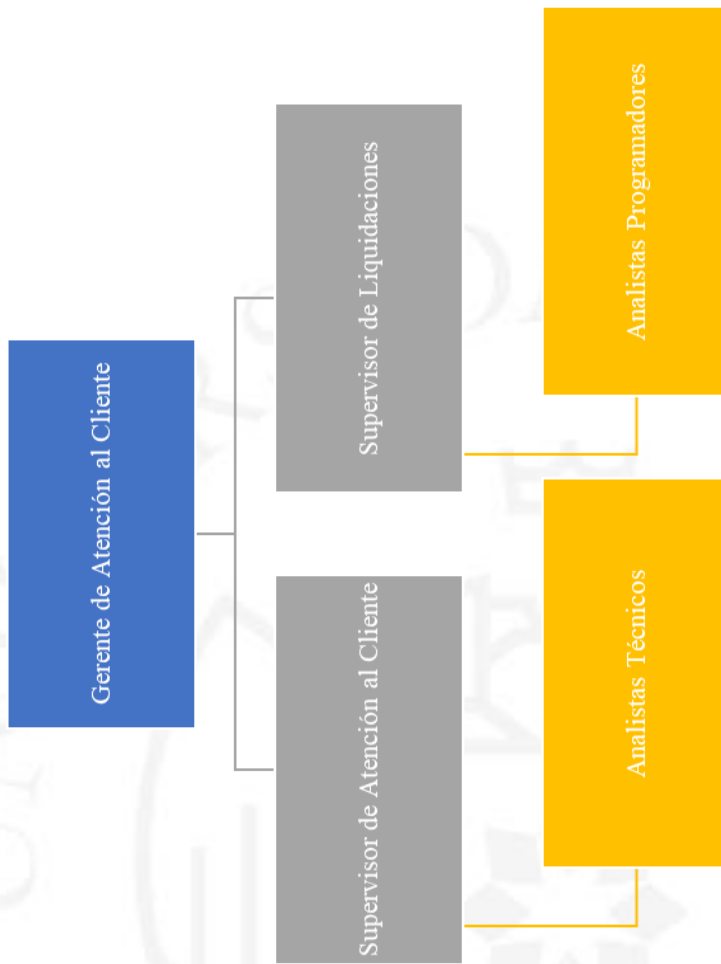 Gerente de Atención al Cliente
Supervisor de Atención al Cliente
Supervisor de Liquidaciones
Analistas Técnicos
Analistas Programadores